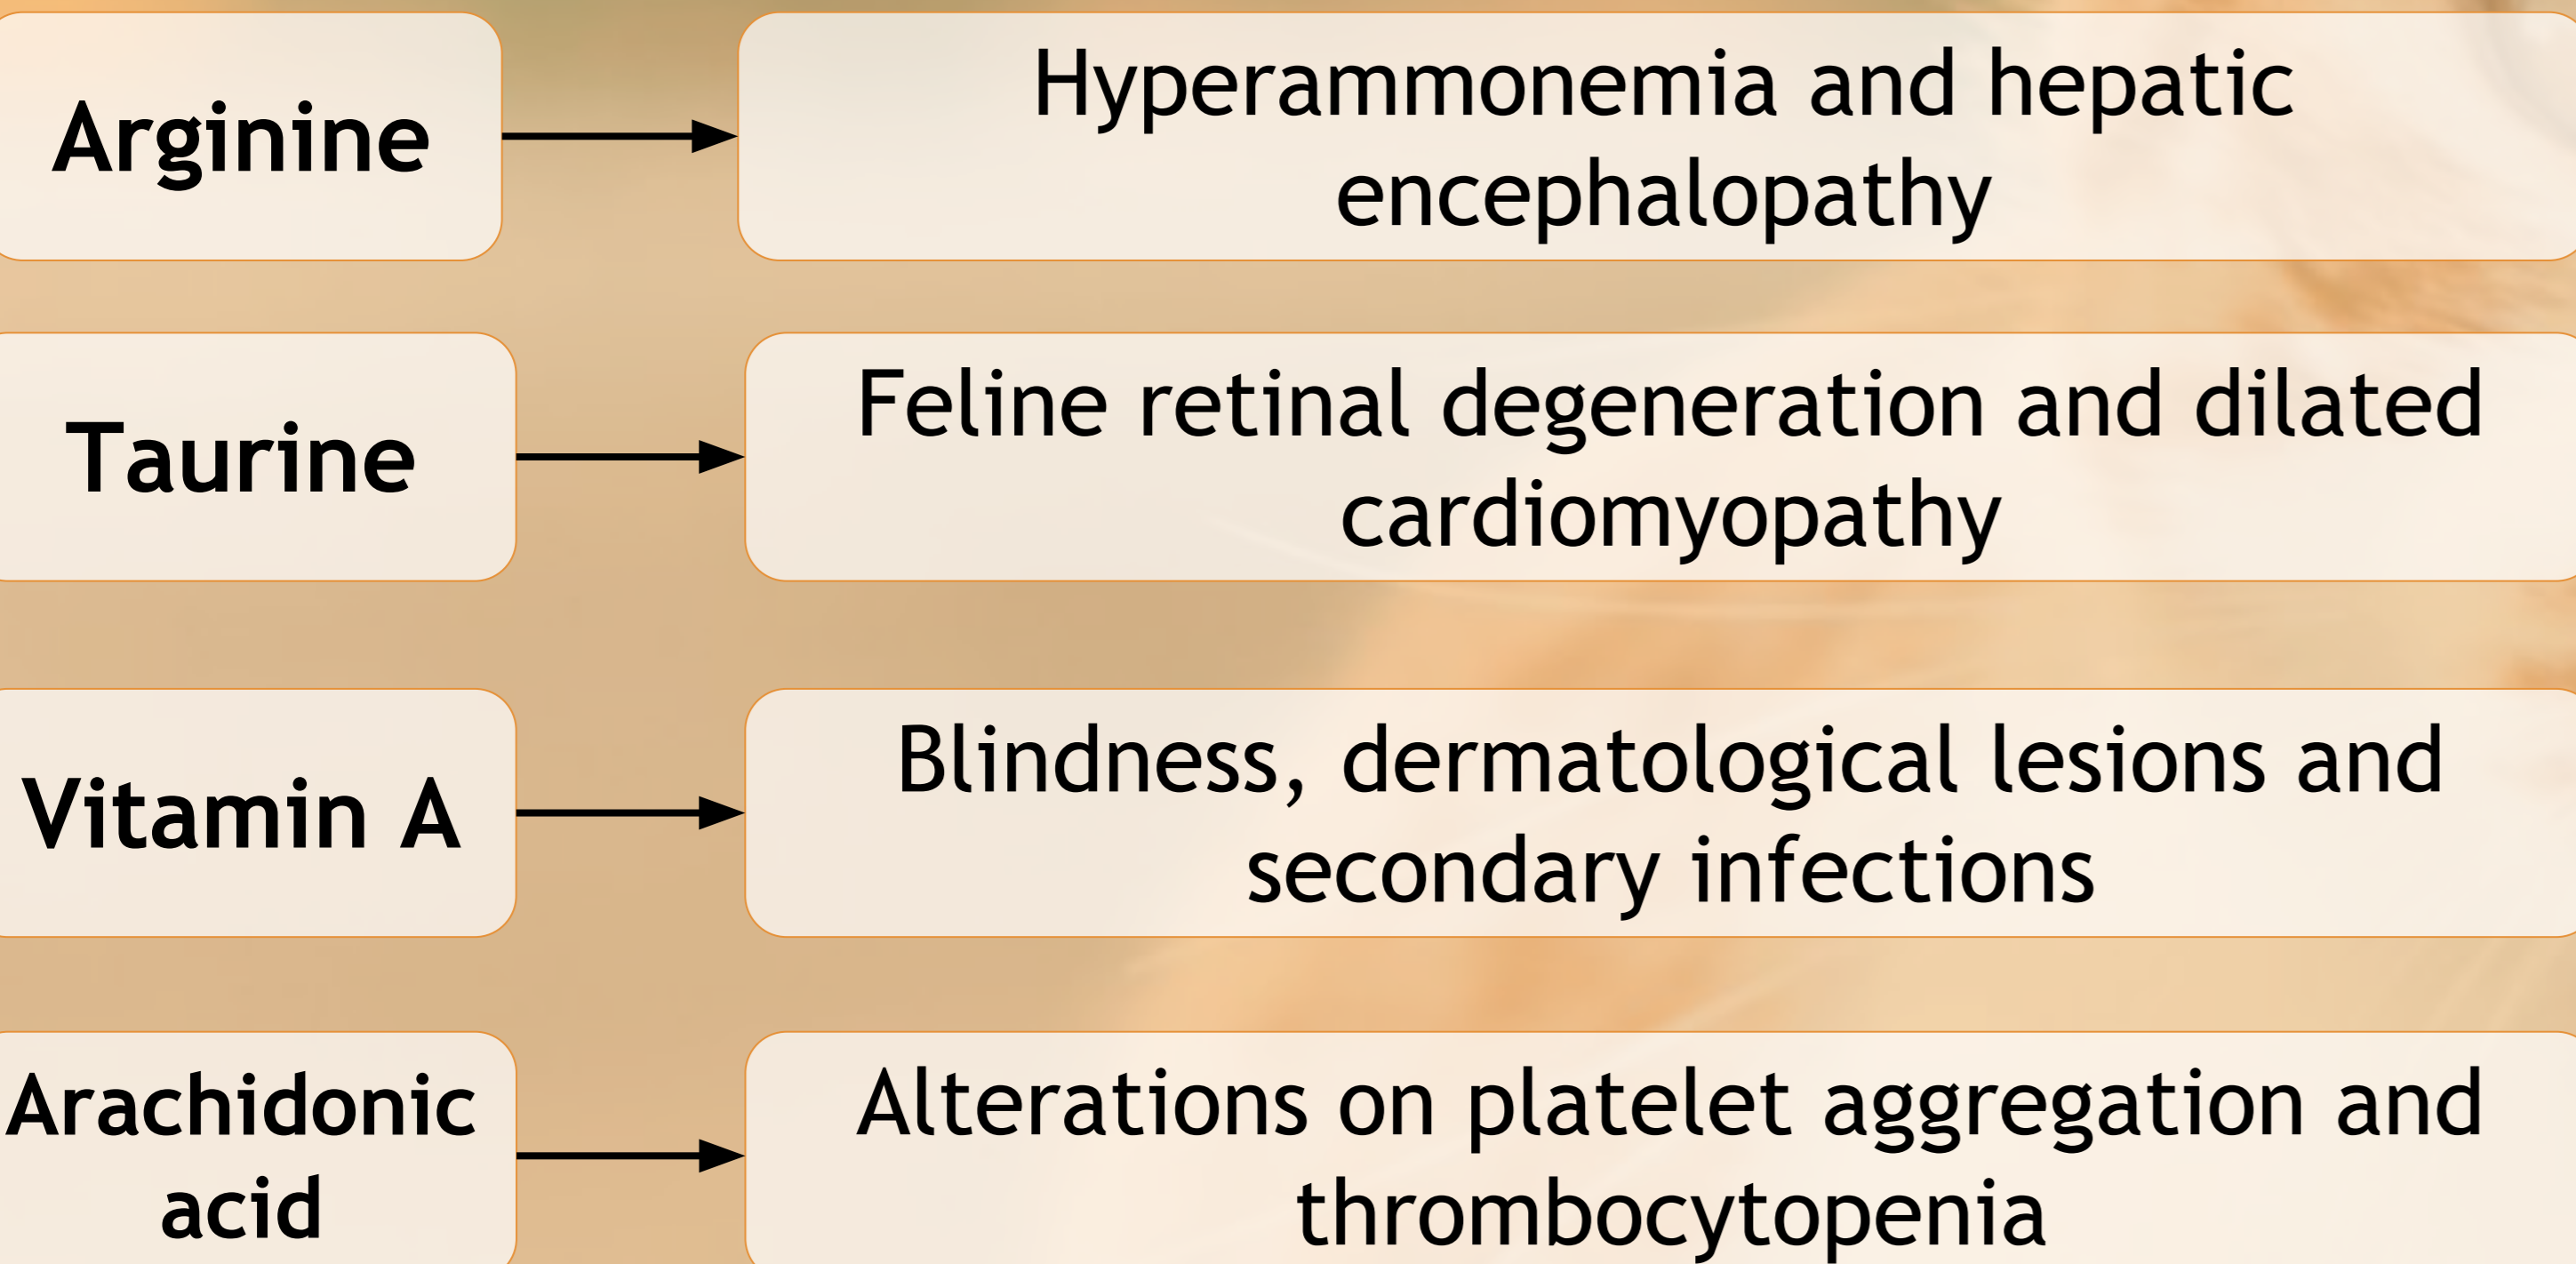 Arginine
Hyperammonemia and hepatic
encephalopathy
Taurine
Feline retinal degeneration and dilated
cardiomyopathy
Vitamin A
Blindness, dermatological lesions and
secondary infections
Arachidonic
acid
Alterations on platelet aggregation and
thrombocytopenia